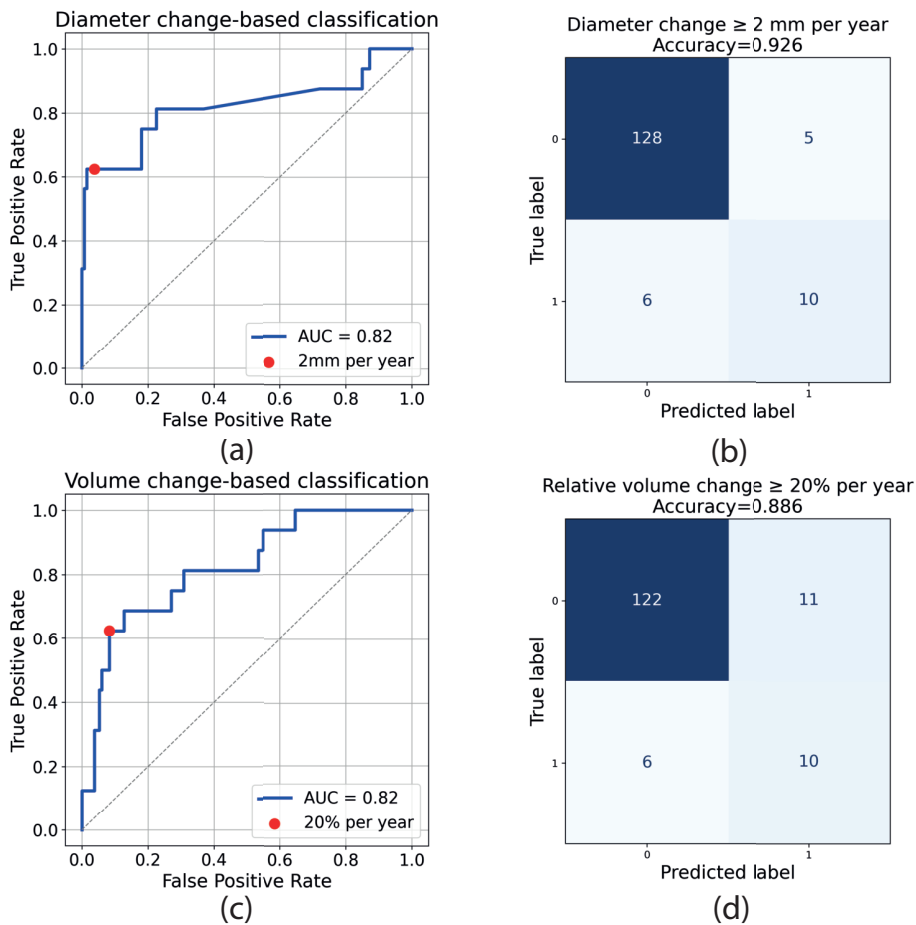 Diameter change-based classification
1.0
0.8
0.6
0.4
0.2
0.0
True Positive Rate
AUC = 0.82
2mm per year
0.0 0.2 0.4 0.6 0.8 1.0
False Positive Rate
(a)
Diameter change ≥ 2 mm per year
Accuracy=0.926
True label
0
128 5
1
6 10
0 1
Predicted label
(b)
Volume change-based classification
1.0
0.8
0.6
0.4
0.2
0.0
True Positive Rate
AUC = 0.82
20% per year
0.0 0.2 0.4 0.6 0.8 1.0
False Positive Rate
(c)
Relative volume change ≥ 20% per year
Accuracy=0.886
True label
0
122 11
1
6 10
0 1
Predicted label
(d)